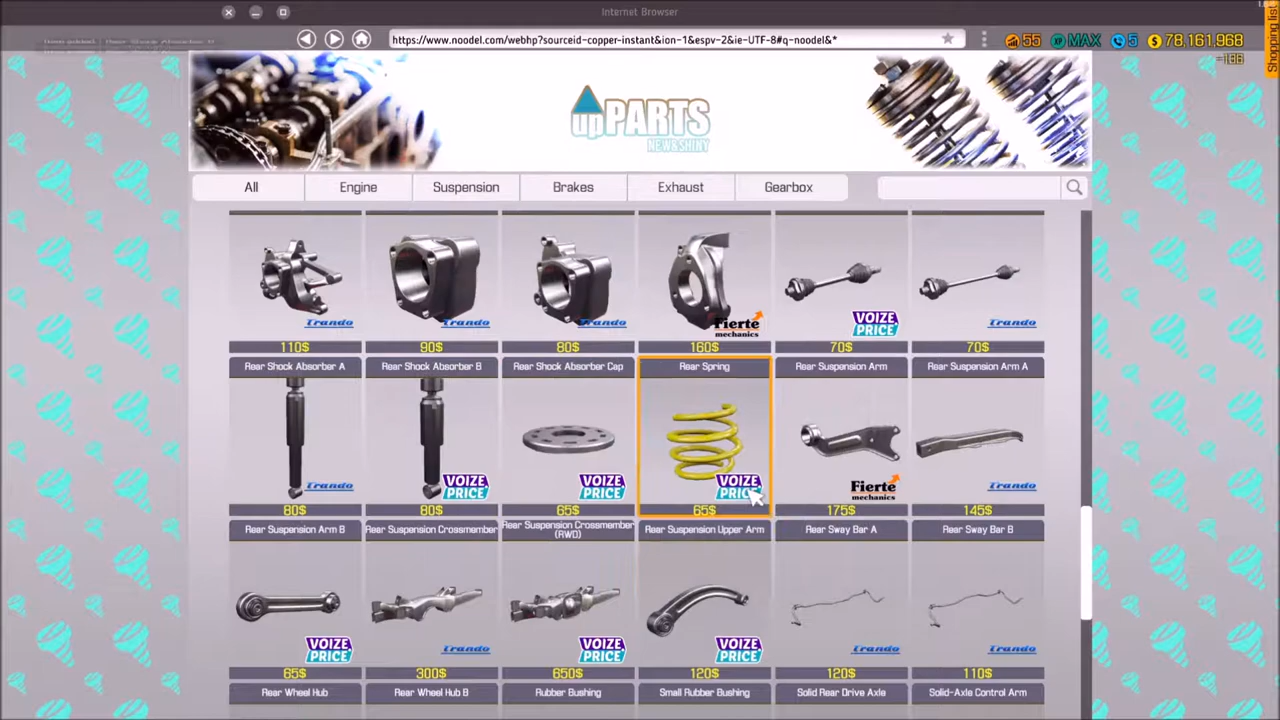 Internet Browser
https://www.noodel.com/webhp?sourceid-copper-instant&ion-1&espv-2&ie-UTF-8#q-noodel&*
55 XP MAX 5 $ 78,161,968
-186
Shopping list
upPARTS
NEW&SHINY
All Engine Suspension Brakes Exhaust Gearbox
Trando Trando Trando Fierte mechanics VOIZE PRICE Trando
110$ 90$ 80$ 160$ 70$ 70$
Rear Shock Absorber A Rear Shock Absorber B Rear Shock Absorber Cap Rear Spring Rear Suspension Arm Rear Suspension Arm A
Trando VOIZE PRICE VOIZE PRICE VOIZE PRICE Fierte mechanics Trando
80$ 80$ 65$ 65$ 175$ 145$
Rear Suspension Arm B Rear Suspension Crossmember Rear Suspension Crossmember (RWD) Rear Suspension Upper Arm Rear Sway Bar A Rear Sway Bar B
VOIZE PRICE Trando VOIZE PRICE VOIZE PRICE Trando Trando
65$ 300$ 650$ 120$ 120$ 110$
Rear Wheel Hub Rear Wheel Hub B Rubber Bushing Small Rubber Bushing Solid Rear Drive Axle Solid-Axle Control Arm